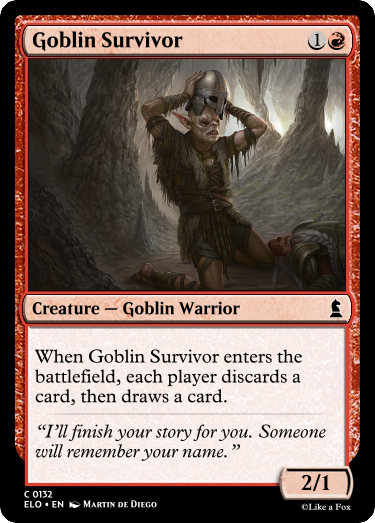 Goblin Survivor 1
Creature — Goblin Warrior
When Goblin Survivor enters the
battlefield, each player discards a
card, then draws a card.
“I’ll finish your story for you. Someone
will remember your name.”
2/1
C 0132
ELO • EN Martin de Diego
©Like a Fox